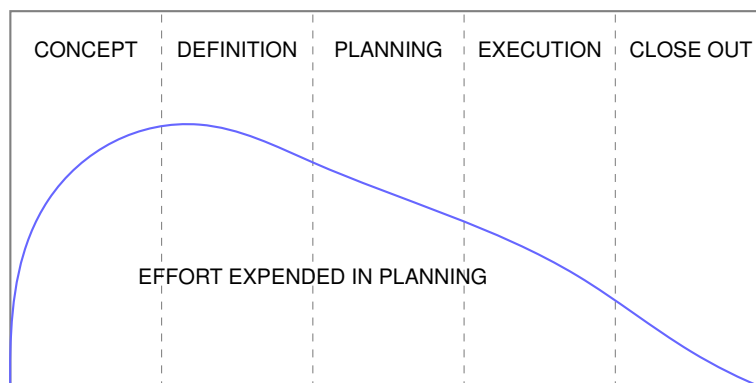 CONCEPT DEFINITION PLANNING EXECUTION CLOSE OUT
EFFORT EXPENDED IN PLANNING